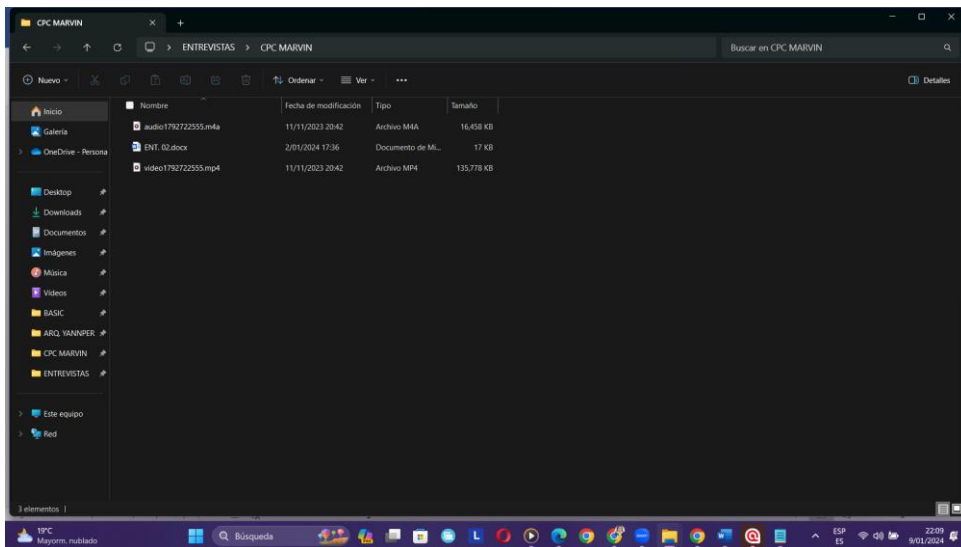 CPC MARVIN
ENTREVISTAS > CPC MARVIN
Buscar en CPC MARVIN
Nuevo
Ordenar
Ver
Detalles
Inicio
Galería
OneDrive - Persona
Desktop
Downloads
Documentos
Imágenes
Música
Vídeos
BASIC
ARQ. YANNPER
CPC MARVIN
ENTREVISTAS
Este equipo
Red
Nombre Fecha de modificación Tipo Tamaño
audio1792722555.m4a 11/11/2023 20:42 Archivo M4A 16,458 KB
ENT. 02.docx 2/01/2024 17:36 Documento de Mi... 17 KB
video1792722555.mp4 11/11/2023 20:42 Archivo MP4 135,778 KB
3 elementos
19°C
Mayorm. nublado
Búsqueda
ESP
ES
22:09
9/01/2024